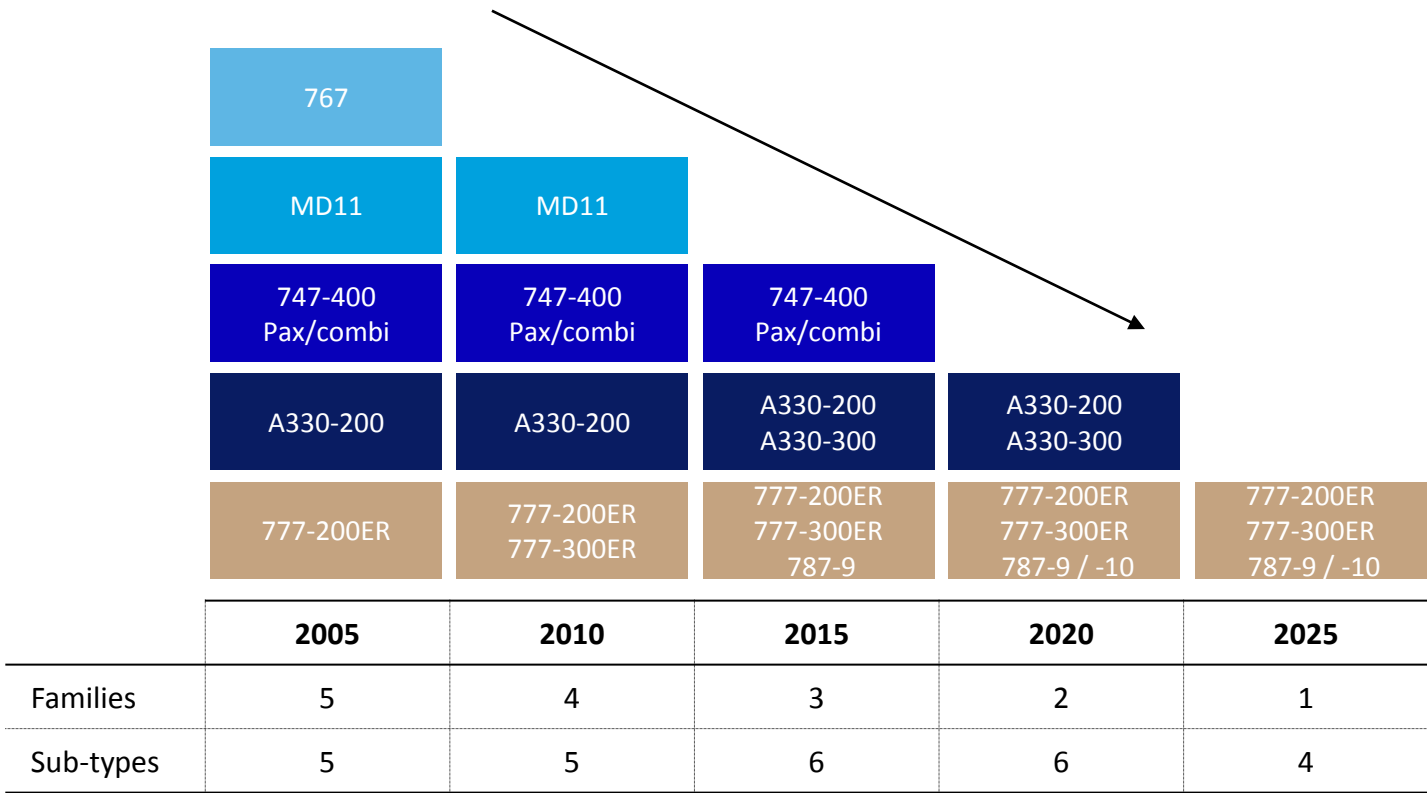 767
MD11
MD11
747-400
Pax/combi
747-400
Pax/combi
747-400
Pax/combi
A330-200
A330-200
A330-200
A330-300
A330-200
A330-300
777-200ER
777-200ER
777-300ER
777-200ER
777-300ER
787-9
777-200ER
777-300ER
787-9 / -10
777-200ER
777-300ER
787-9 / -10
2005 2010 2015 2020 2025
Families 5 4 3 2 1
Sub-types 5 5 6 6 4